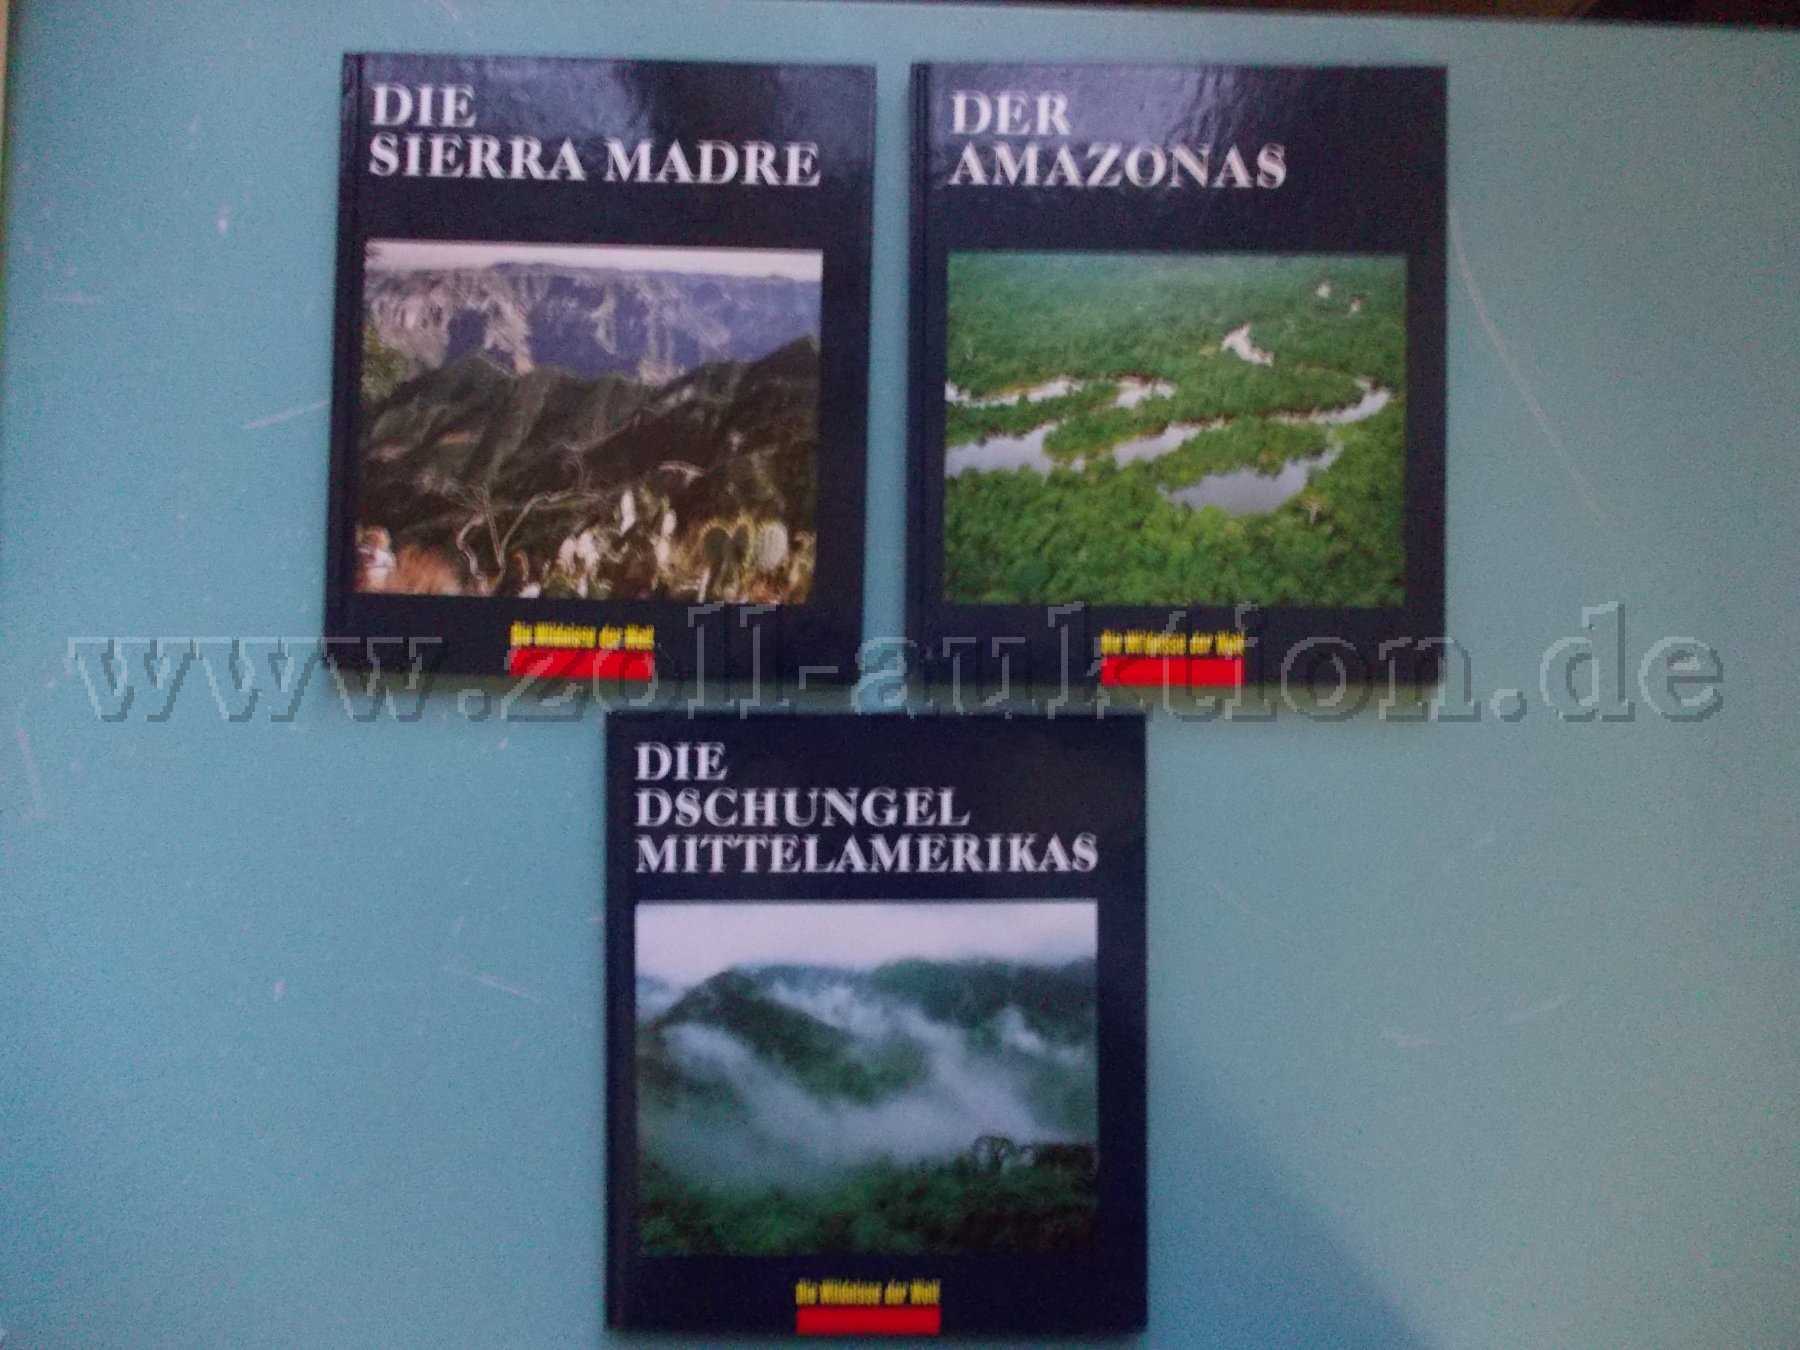 DIE
SIERRA MADRE
Die Wildnisse der Welt
DER
AMAZONAS
Die Wildnisse der Welt
www.zoll-auktion.de
DIE
DSCHUNGEL
MITTELAMERIKAS
Die Wildnisse der Welt